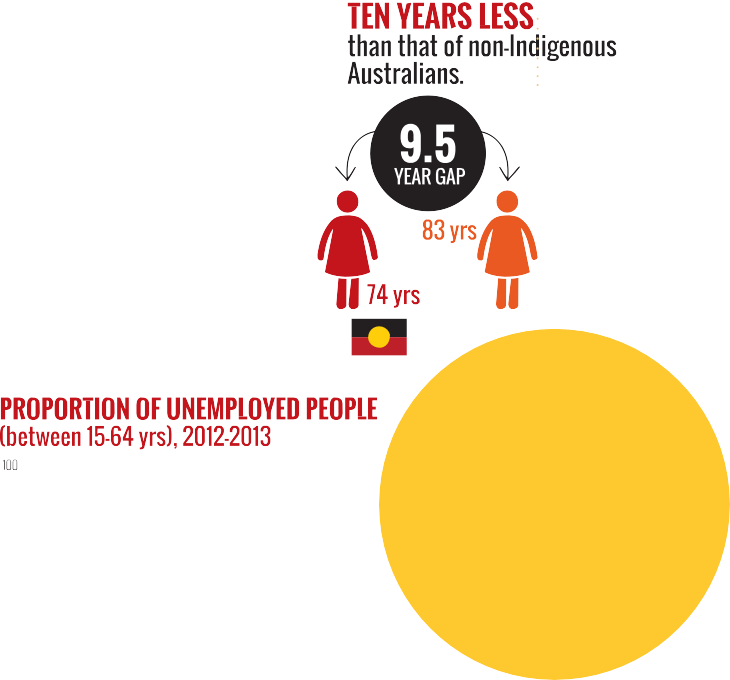 TEN YEARS LESS
than that of non-Indigenous
Australians.
9.5
YEAR GAP
83 yrs
74 yrs
PROPORTION OF UNEMPLOYED PEOPLE
(between 15-64 yrs), 2012-2013
100